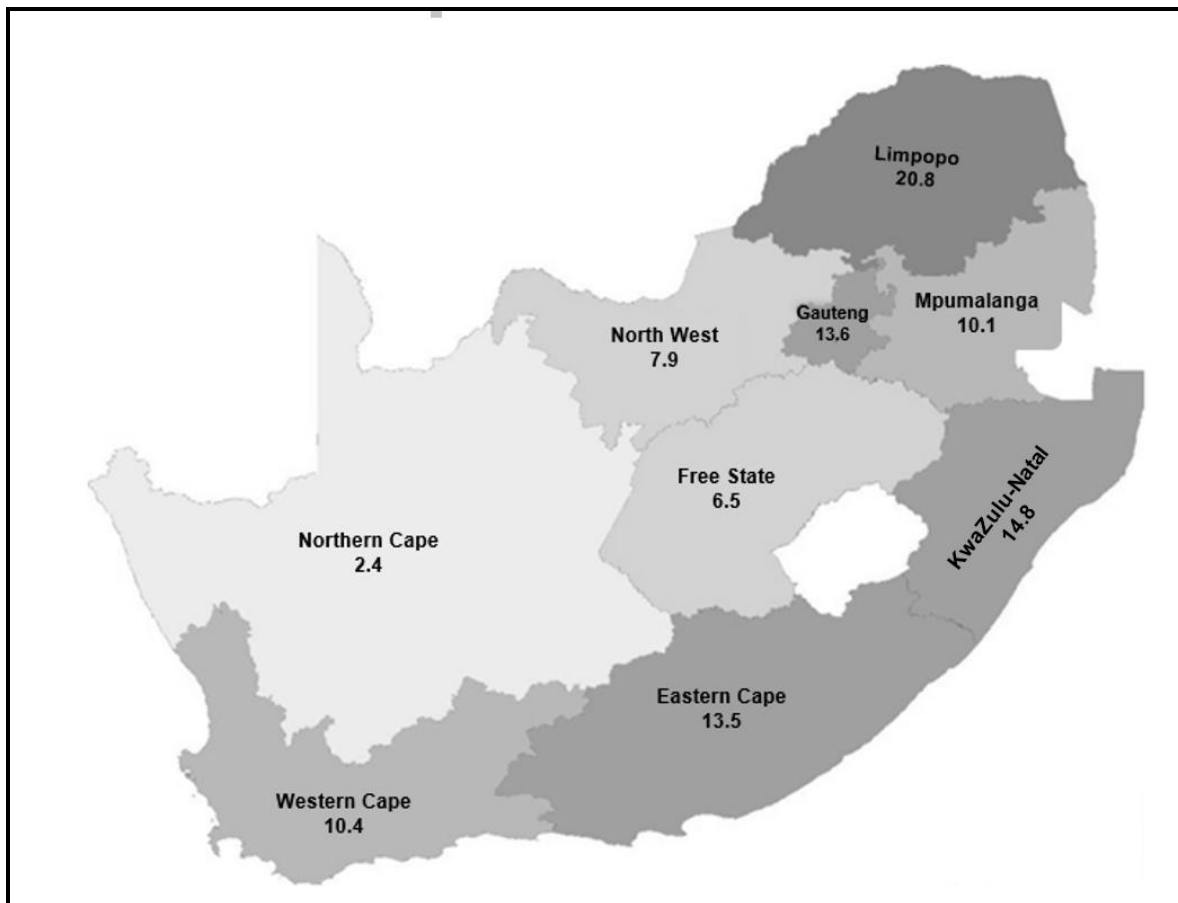 Limpopo
20.8
Mpumalanga
10.1
Gauteng
13.6
North West
7.9
Free State
6.5
KwaZulu-Natal
14.8
Northern Cape
2.4
Eastern Cape
13.5
Western Cape
10.4